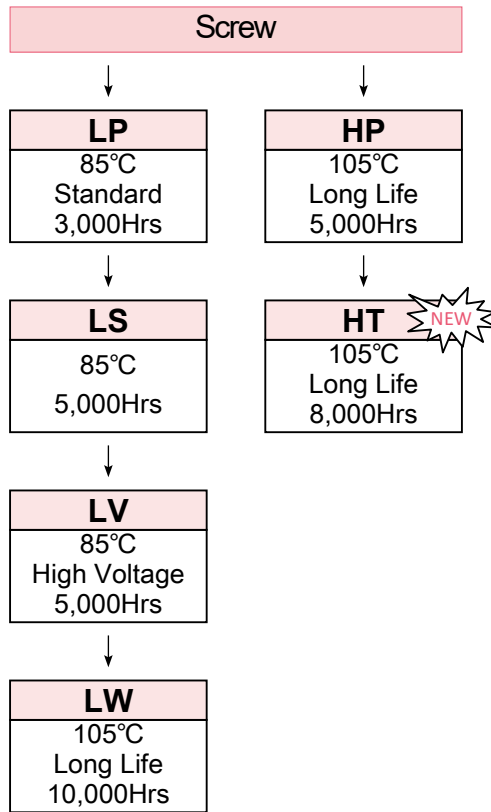 Screw
LP
85℃
Standard
3,000Hrs
LS
85℃
5,000Hrs
LV
85℃
High Voltage
5,000Hrs
LW
105℃
Long Life
10,000Hrs
HP
105℃
Long Life
5,000Hrs
HT
NEW
105℃
Long Life
8,000Hrs